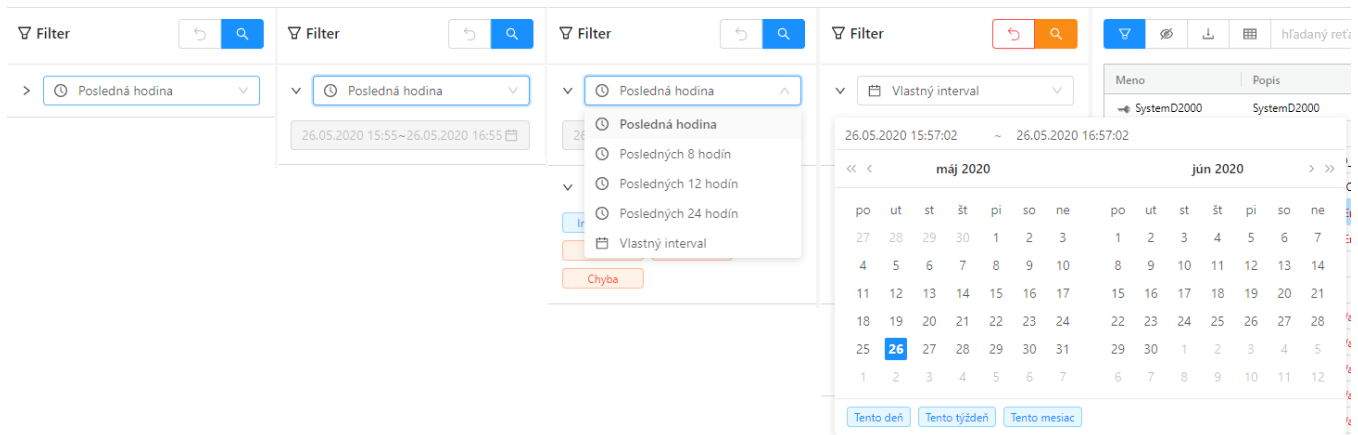 Filter
Posledná hodina
Filter
Posledná hodina
26.05.2020 15:55~26.05.2020 16:55
Filter
Posledná hodina
Posledná hodina
Posledných 8 hodín
Posledných 12 hodín
Posledných 24 hodín
Vlastný interval
Chyba
Filter
Vlastný interval
26.05.2020 15:57:02 ~ 26.05.2020 16:57:02
máj 2020
po ut st št pi so ne
27 28 29 30 1 2 3
4 5 6 7 8 9 10
11 12 13 14 15 16 17
18 19 20 21 22 23 24
25 26 27 28 29 30 31
1 2 3 4 5 6 7
jún 2020
po ut st št pi so ne
1 2 3 4 5 6 7
8 9 10 11 12 13 14
15 16 17 18 19 20 21
22 23 24 25 26 27 28
29 30 1 2 3 4 5
6 7 8 9 10 11 12
Tento deň Tento týždeň Tento mesiac
hľadaný
Meno Popis
SystemD2000 SystemD2000